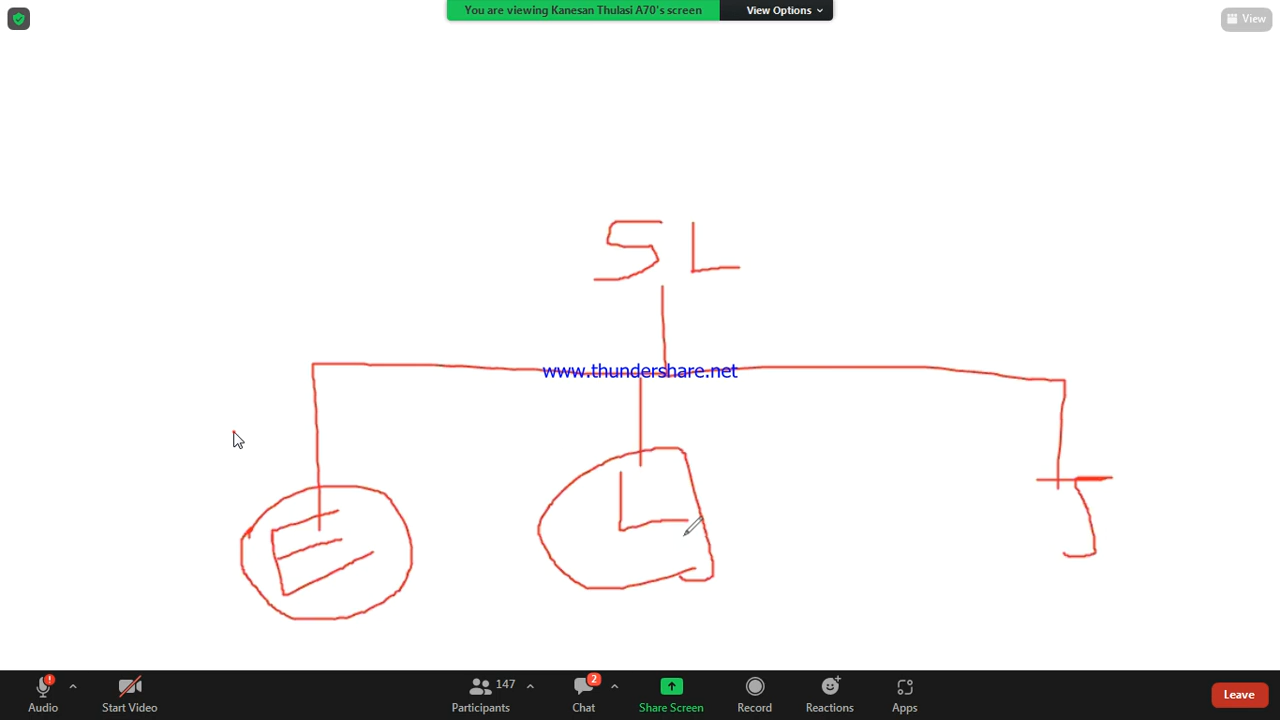 You are viewing Kanesan Thulasi A70's screen
View Options
View
S L
www.thundershare.net
E
L
J
Audio
Start Video
147
Participants
2
Chat
Share Screen
Record
Reactions
Apps
Leave